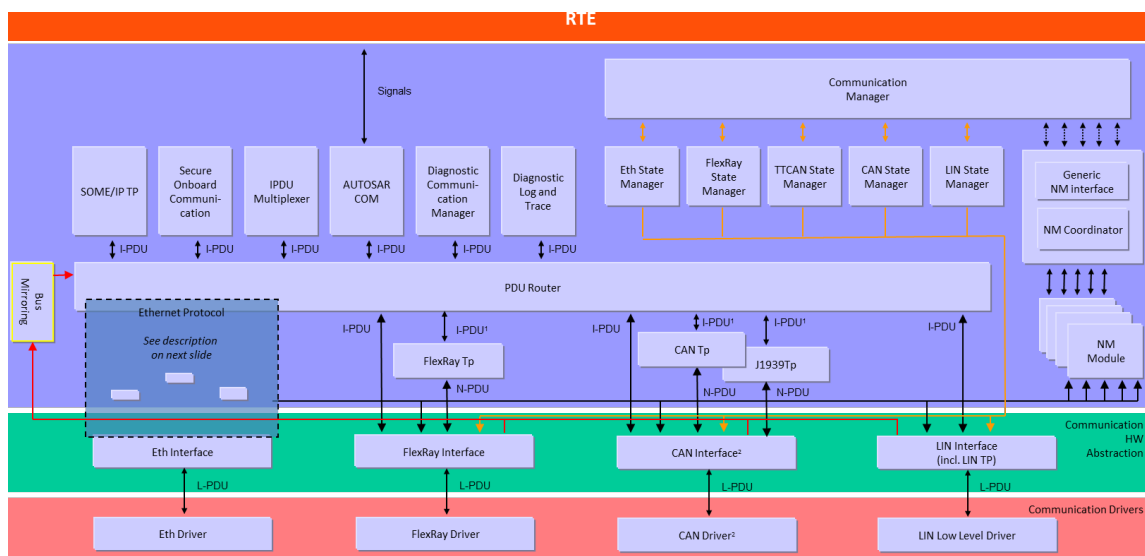 RTE
Signals
Communication
Manager
SOME/IP TP
Secure
Onboard
Communi-
cation
IPDU
Multiplexer
AUTOSAR
COM
Diagnostic
Communi-
cation
Manager
Diagnostic
Log and
Trace
Eth State
Manager
FlexRay
State
Manager
TTCAN State
Manager
CAN State
Manager
LIN State
Manager
Generic
NM interface
NM Coordinator
I-PDU
I-PDU
I-PDU
I-PDU
I-PDU
I-PDU
Bus
Mirroring
PDU Router
Ethernet Protocol
See description
on next slide
I-PDU
I-PDU¹
I-PDU
I-PDU¹
I-PDU¹
I-PDU
FlexRay Tp
CAN Tp
J1939Tp
NM
Module
N-PDU
N-PDU
N-PDU
Eth Interface
FlexRay Interface
CAN Interface²
LIN Interface
(incl. LIN TP)
Communication
HW
Abstraction
L-PDU
L-PDU
L-PDU
L-PDU
Communication Drivers
Eth Driver
FlexRay Driver
CAN Driver²
LIN Low Level Driver